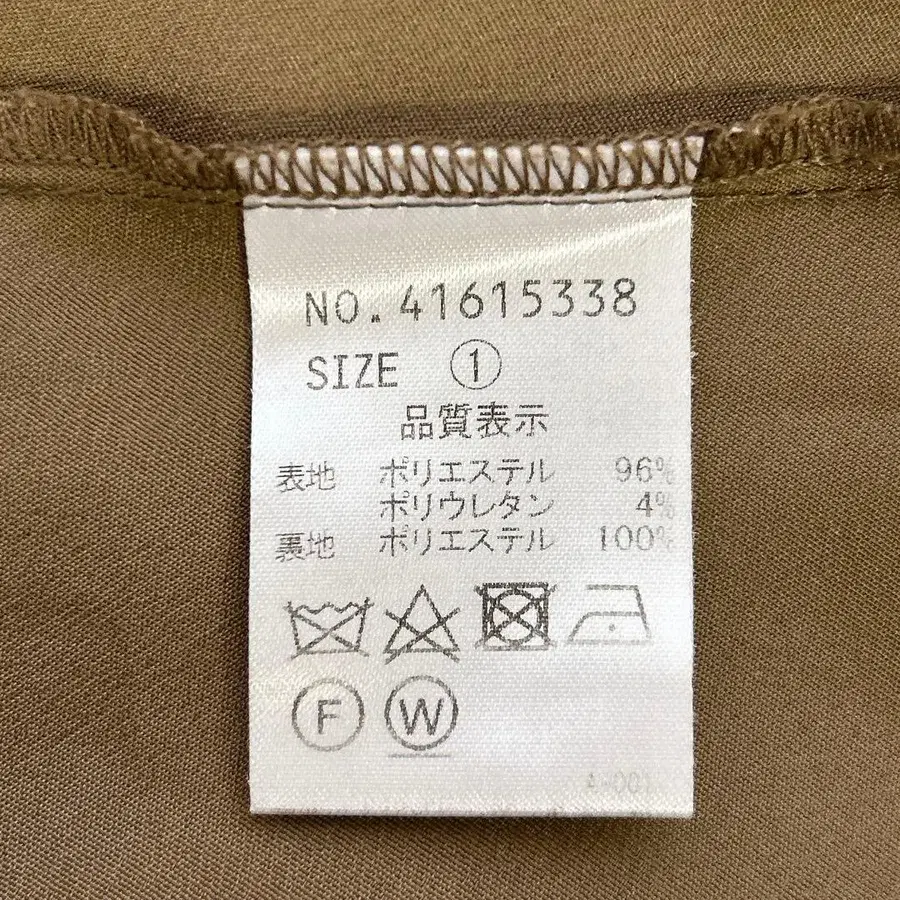 NO.41615338
SIZE ①
品質表示
表地 ポリエステル 96%
ポリウレタン 4%
裏地 ポリエステル 100%
F W